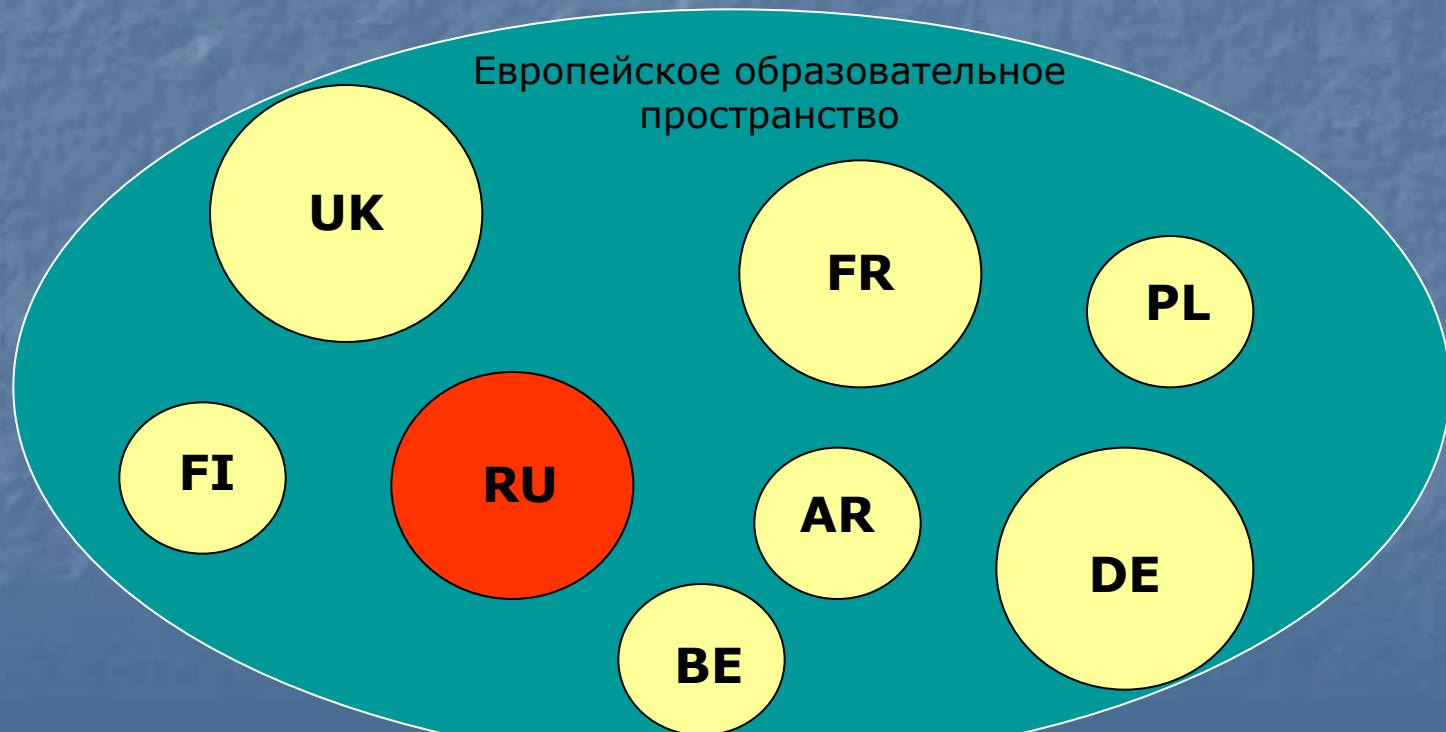 Европейское образовательное
пространство
UK
FR
PL
FI
RU
AR
DE
BE